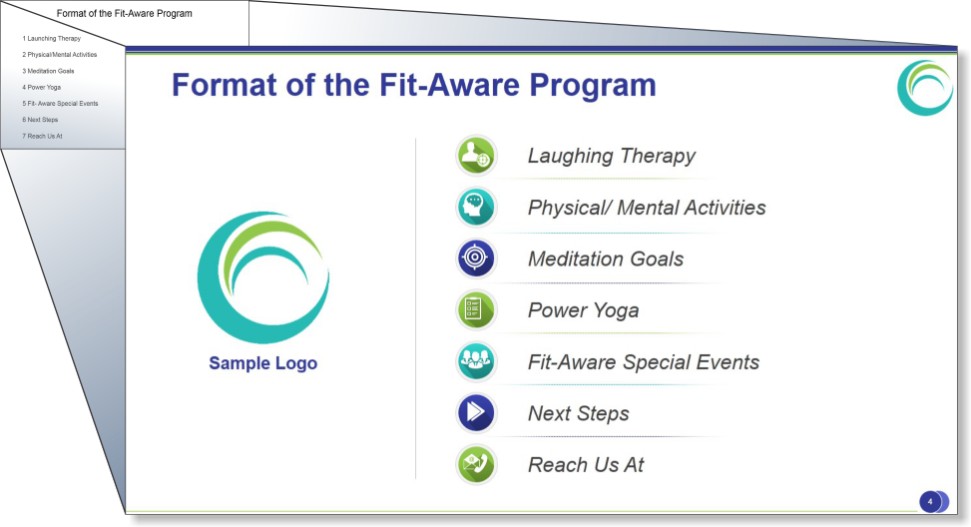 Format of the Fit-Aware Program
1 Launching Therapy
2 Physical/Mental Activities
3 Meditation Goals
4 Power Yoga
5 Fit- Aware Special Events
6 Next Steps
7 Reach Us At
Format of the Fit-Aware Program
Laughing Therapy
Physical/ Mental Activities
Meditation Goals
Power Yoga
Fit-Aware Special Events
Next Steps
Reach Us At
Sample Logo
4